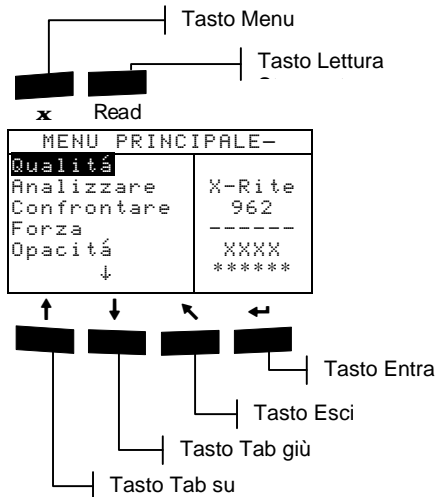 Tasto Menu
Tasto Lettura
x Read
MENU PRINCIPALE—
Qualitá
Analizzare
Confrontare
Forza
Opacitá
↓
X-Rite
962
------
XXXX
******
↑ ↓ ↖ ↵
Tasto Entra
Tasto Esci
Tasto Tab giù
Tasto Tab su